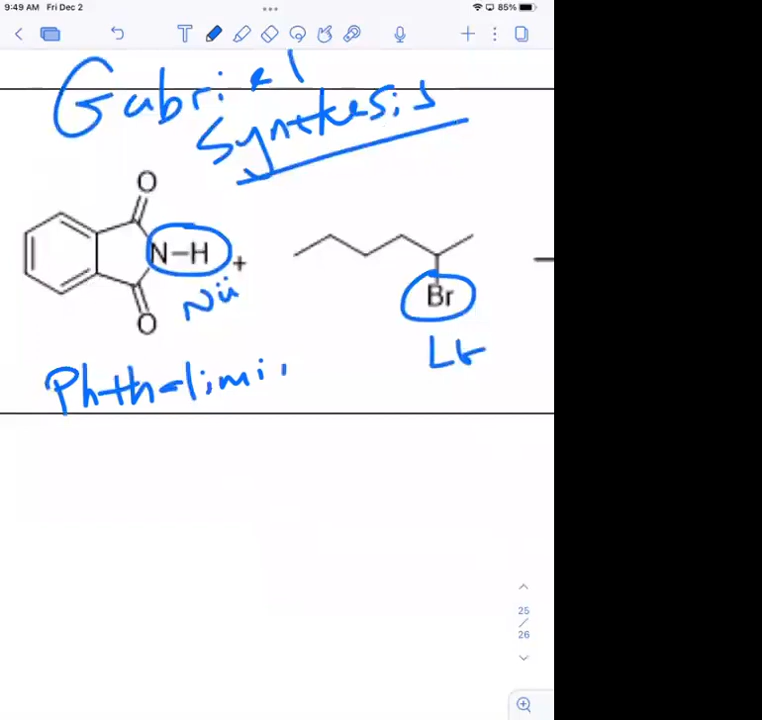 9:49 AM Fri Dec 2
85%
T
Gabriel
Synthesis
O
N-H
+
Nü
O
Br
LG
Phthalimi
25
/
26